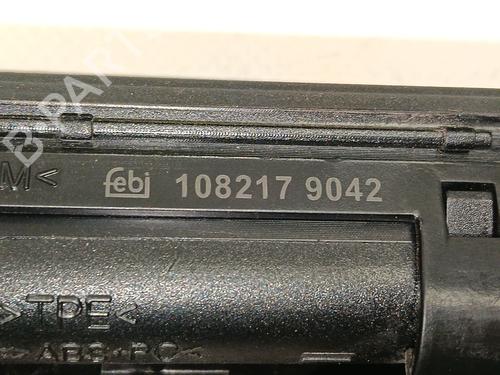 B PARTS
M<
febi 108217 9042
>TPE<
ABS+PC